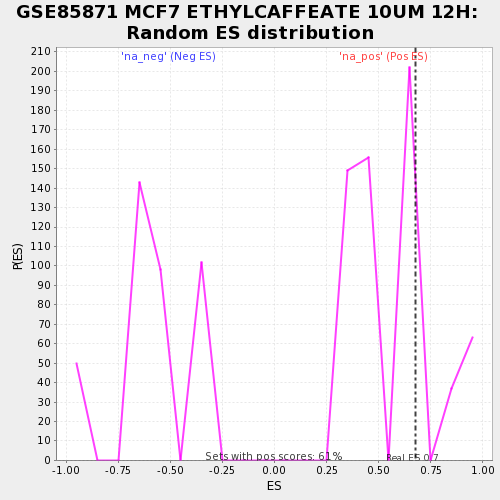 GSE85871 MCF7 ETHYLCAFFEATE 10UM 12H:
Random ES distribution
'na_neg' (Neg ES) 'na_pos' (Pos ES)
210
200
190
180
170
160
150
140
130
120
110
100
90
80
70
60
50
40
30
20
10
0
P(ES)
Sets with pos scores: 61%
Real ES 0.7
-1.00 -0.75 -0.50 -0.25 0.00 0.25 0.50 0.75 1.00
ES